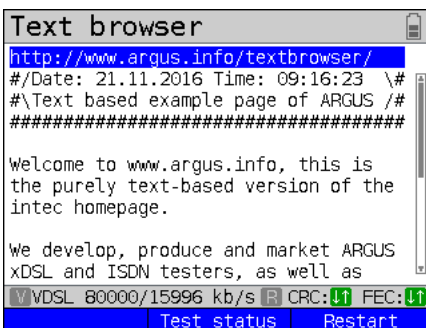 Text browser
http://www.argus.info/textbrowser/
#/Date: 21.11.2016 Time: 09:16:23  \#
#\Text based example page of ARGUS /#
#####################################
Welcome to www.argus.info, this is
the purely text-based version of the
intec homepage.
We develop, produce and market ARGUS
xDSL and ISDN testers, as well as
V VDSL 80000/15996 kb/s R CRC:↓↑ FEC:↓↑
Test status Restart